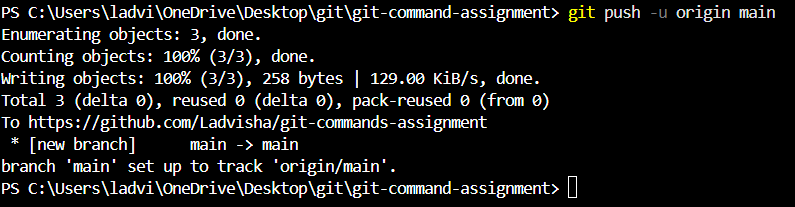 PS C:\Users\ladvi\OneDrive\Desktop\git\git-command-assignment> git push -u origin main
Enumerating objects: 3, done.
Counting objects: 100% (3/3), done.
Writing objects: 100% (3/3), 258 bytes | 129.00 KiB/s, done.
Total 3 (delta 0), reused 0 (delta 0), pack-reused 0 (from 0)
To https://github.com/Ladvisha/git-commands-assignment
 * [new branch]      main -> main
branch 'main' set up to track 'origin/main'.
PS C:\Users\ladvi\OneDrive\Desktop\git\git-command-assignment>